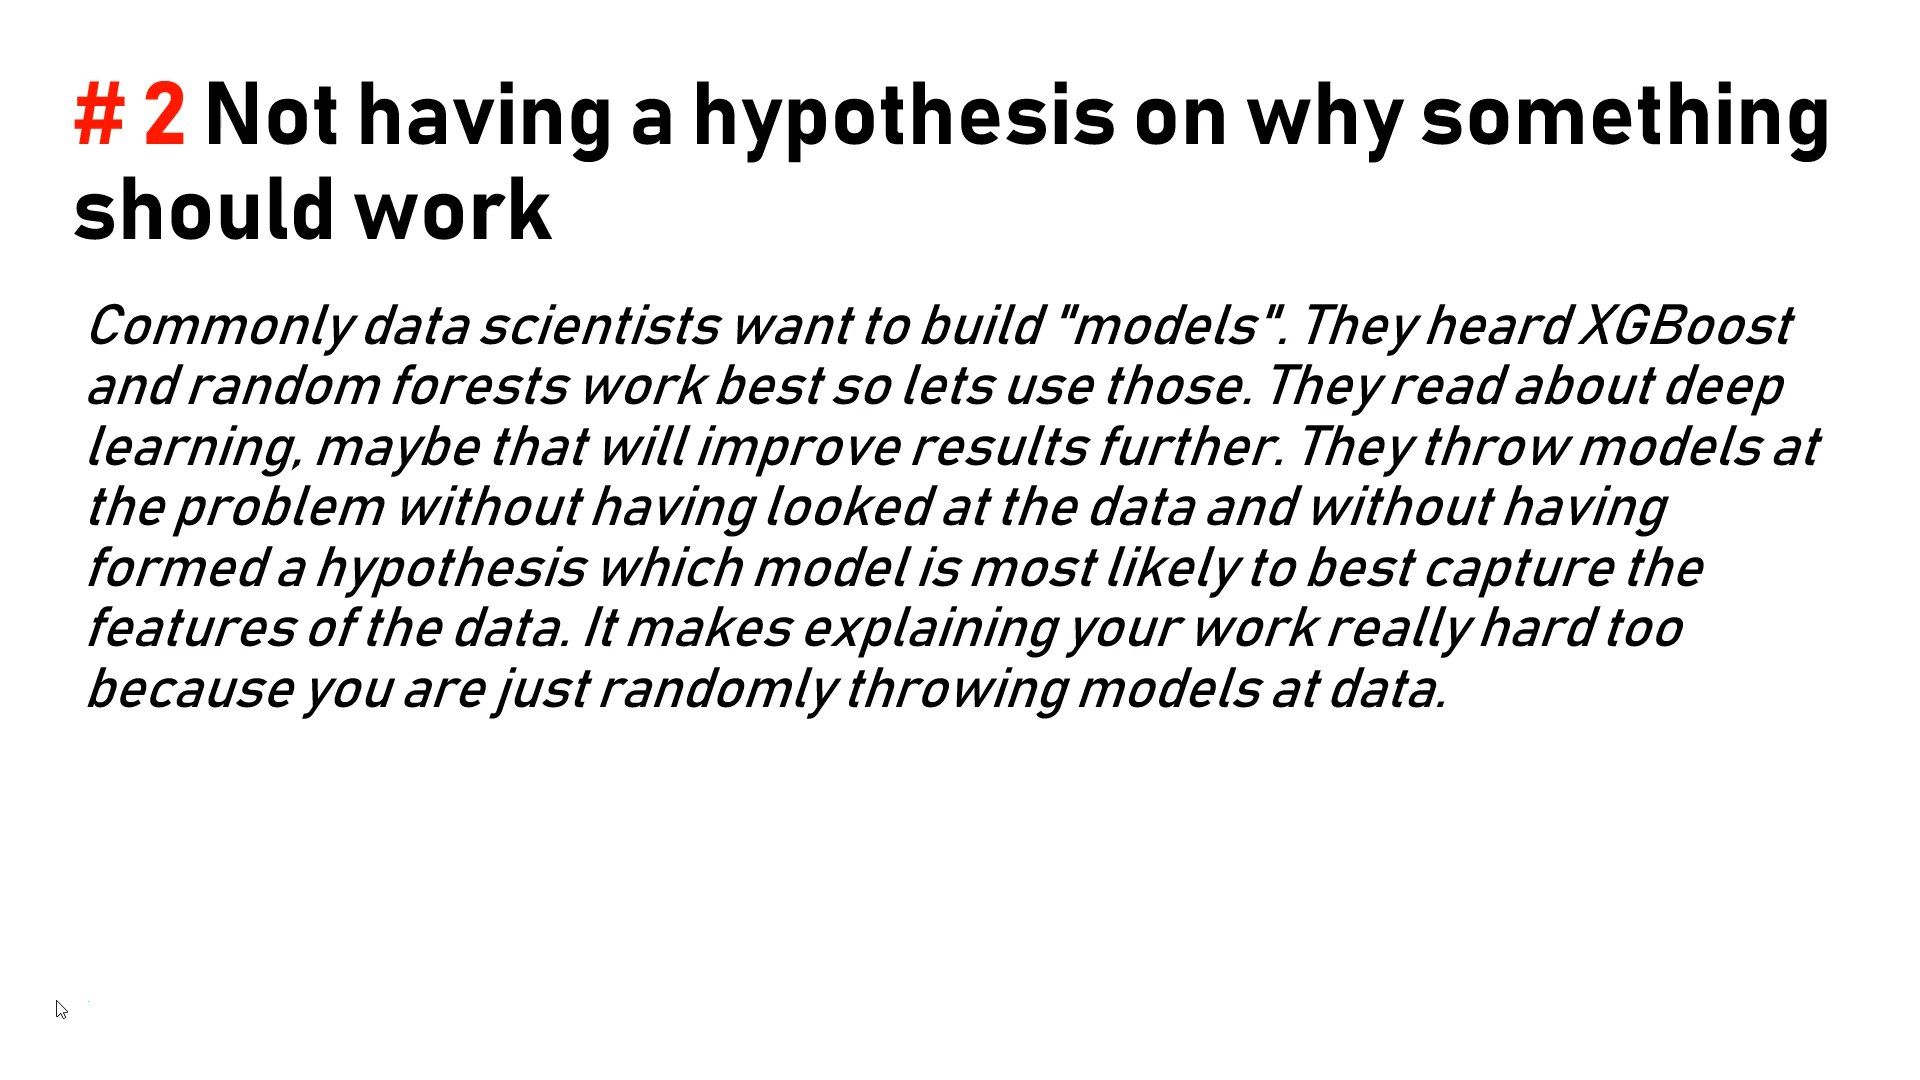 # 2 Not having a hypothesis on why something
should work
Commonly data scientists want to build "models". They heard XGBoost
and random forests work best so lets use those. They read about deep
learning, maybe that will improve results further. They throw models at
the problem without having looked at the data and without having
formed a hypothesis which model is most likely to best capture the
features of the data. It makes explaining your work really hard too
because you are just randomly throwing models at data.